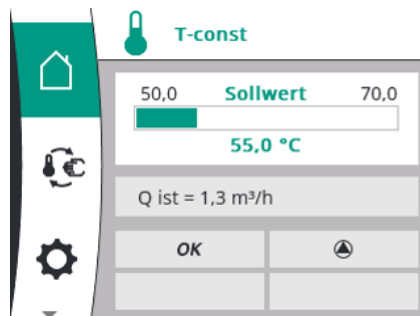 T-const
50,0 Sollwert 70,0
55,0 °C
Q ist = 1,3 m³/h
OK